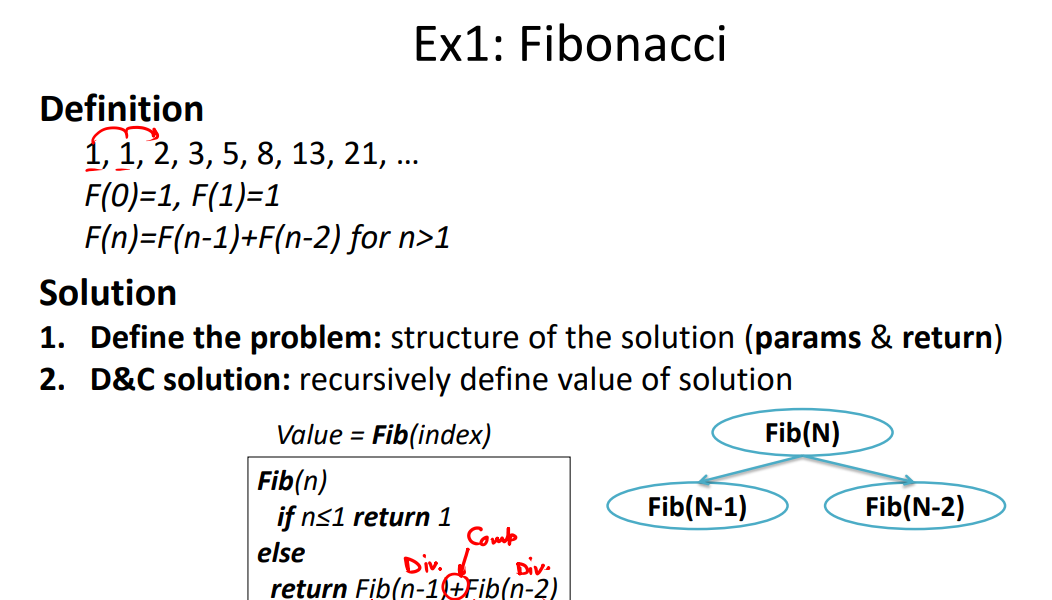 Ex1: Fibonacci
Definition
1, 1, 2, 3, 5, 8, 13, 21, ...
F(0)=1, F(1)=1
F(n)=F(n-1)+F(n-2) for n>1
Solution
1. Define the problem: structure of the solution (params & return)
2. D&C solution: recursively define value of solution
Value = Fib(index)
Fib(n)
if n≤1 return 1
else
Comb
Div. Div.
return Fib(n-1)+Fib(n-2)
Fib(N)
Fib(N-1) Fib(N-2)